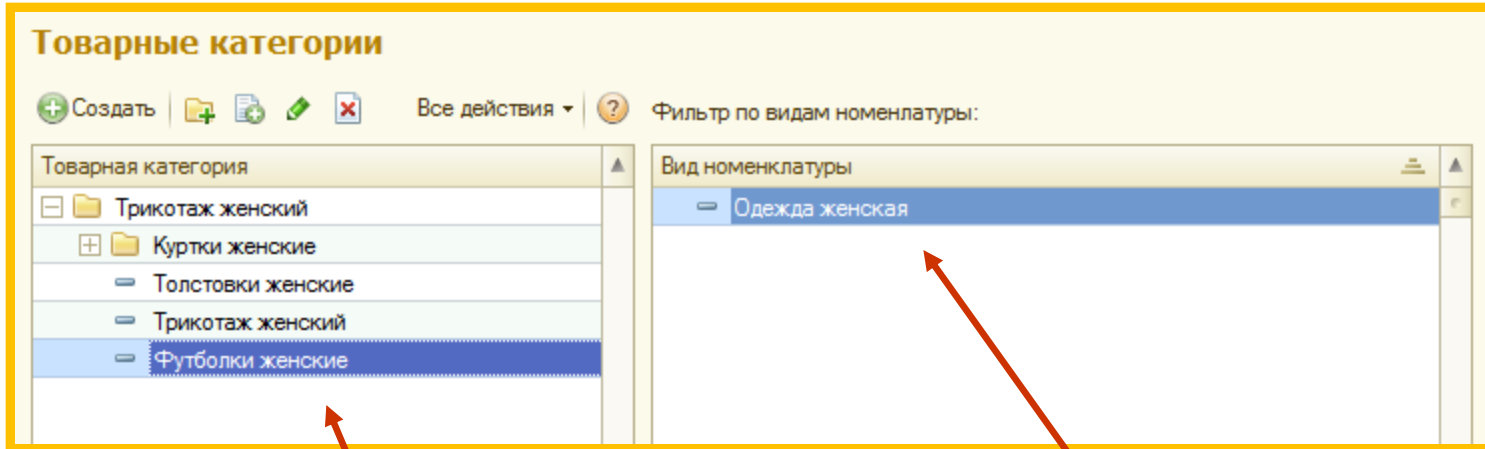 Товарные категории
Создать Все действия Фильтр по видам номенлатуры:
Товарная категория
Трикотаж женский
Куртки женские
Толстовки женские
Трикотаж женский
Футболки женские
Вид номенклатуры
Одежда женская